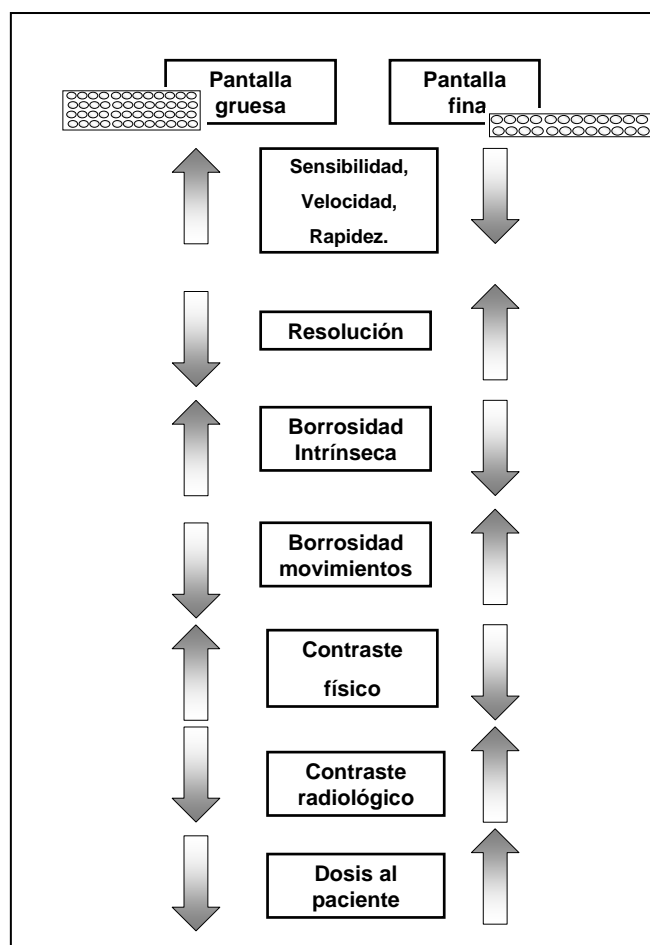 Pantalla
gruesa
Pantalla
fina
Sensibilidad,
Velocidad,
Rapidez.
Resolución
Borrosidad
Intrínseca
Borrosidad
movimientos
Contraste
físico
Contraste
radiológico
Dosis al
paciente